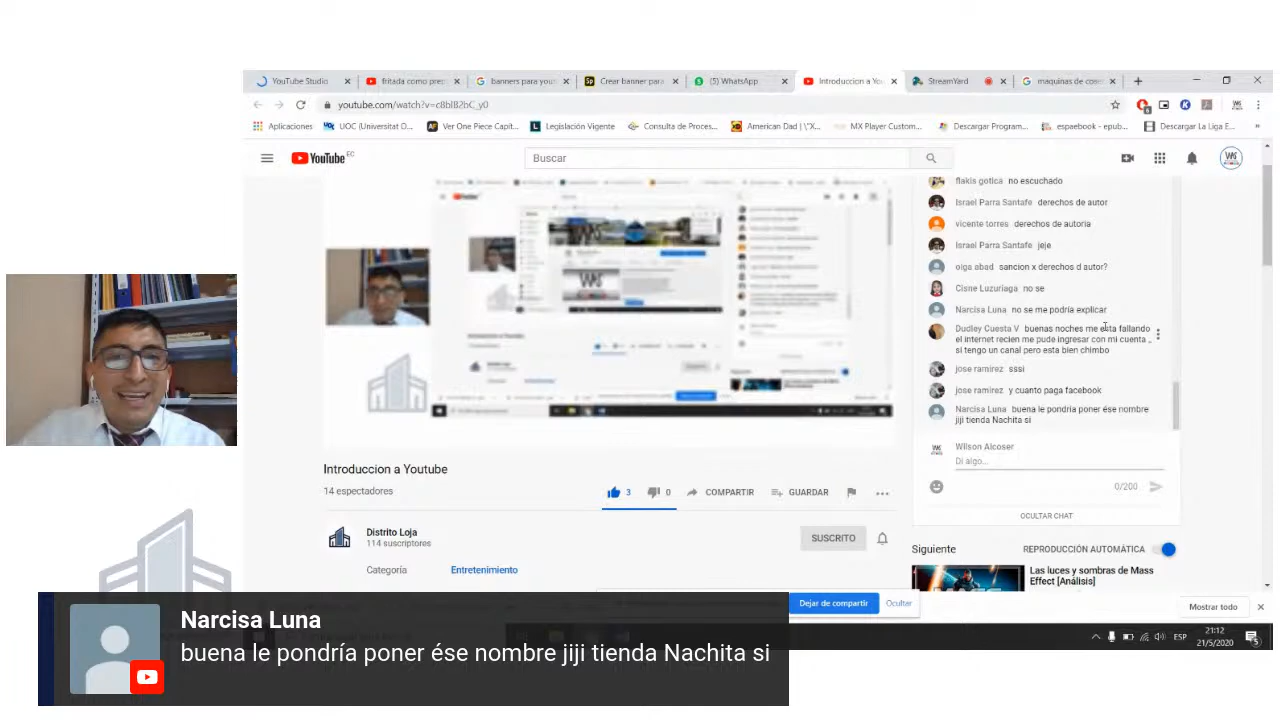 YouTube Studio
fritada como pre
banners para you
Crear banner para
(5) WhatsApp
Introduccion a Yo
StreamYard
maquinas de cose
youtube.com/watch?v=c8blB2bC_y0
Aplicaciones
UOC (Universitat O...
Ver One Piece Capit...
Legislación Vigente
Consulta de Proces...
American Dad | \"X...
MX Player Custom...
Descargar Program...
espaebook - epub...
Descargar La Liga E...
YouTube EC
Buscar
flakis gotica no escuchado
Israel Parra Santafe derechos de autor
vicente torres derechos de autoria
Israel Parra Santafe jeje
olga abad sancion x derechos d autor?
Cisne Luzuriaga no se
Narcisa Luna no se me podría explicar
Dudley Cuesta V buenas noches me esta fallando
el internet recien me pude ingresar con mi cuenta
si tengo un canal pero esta bien chimbo
jose ramirez sssi
jose ramirez y cuanto paga facebook
Narcisa Luna buena le pondría poner ése nombre
jiji tienda Nachita si
Wilson Alcoser
Di algo...
0/200
OCULTAR CHAT
Introduccion a Youtube
14 espectadores
3
0
COMPARTIR
GUARDAR
Distrito Loja
114 suscriptores
SUSCRITO
Categoría
Entretenimiento
Siguiente
REPRODUCCIÓN AUTOMÁTICA
Las luces y sombras de Mass
Effect [Análisis]
Dejar de compartir
Ocultar
Mostrar todo
ESP
21:12
21/5/2020
Narcisa Luna
buena le pondría poner ése nombre jiji tienda Nachita si